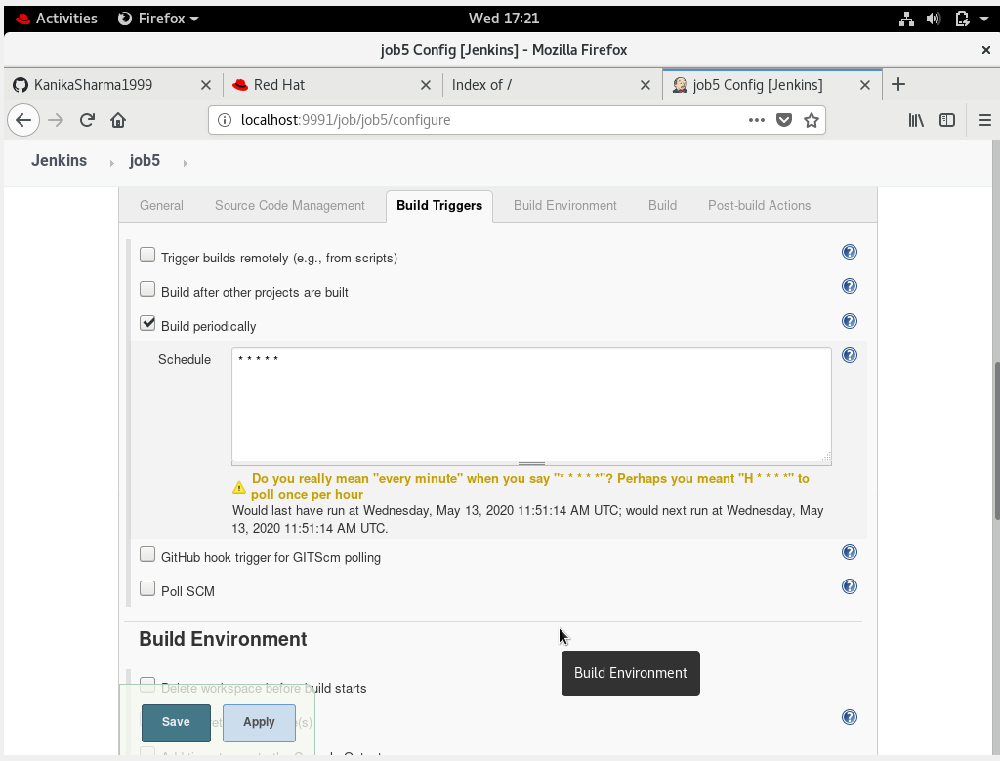 Activities Firefox Wed 17:21
job5 Config [Jenkins] - Mozilla Firefox
KanikaSharma1999 Red Hat Index of / job5 Config [Jenkins]
localhost:9991/job/job5/configure
Jenkins job5
General Source Code Management Build Triggers Build Environment Build Post-build Actions
Trigger builds remotely (e.g., from scripts)
Build after other projects are built
Build periodically
Schedule * * * * *
Do you really mean "every minute" when you say "* * * * *"? Perhaps you meant "H * * * *" to
poll once per hour
Would last have run at Wednesday, May 13, 2020 11:51:14 AM UTC; would next run at Wednesday, May
13, 2020 11:51:14 AM UTC.
GitHub hook trigger for GITScm polling
Poll SCM
Build Environment
Build Environment
Delete workspace before build starts
Save Apply